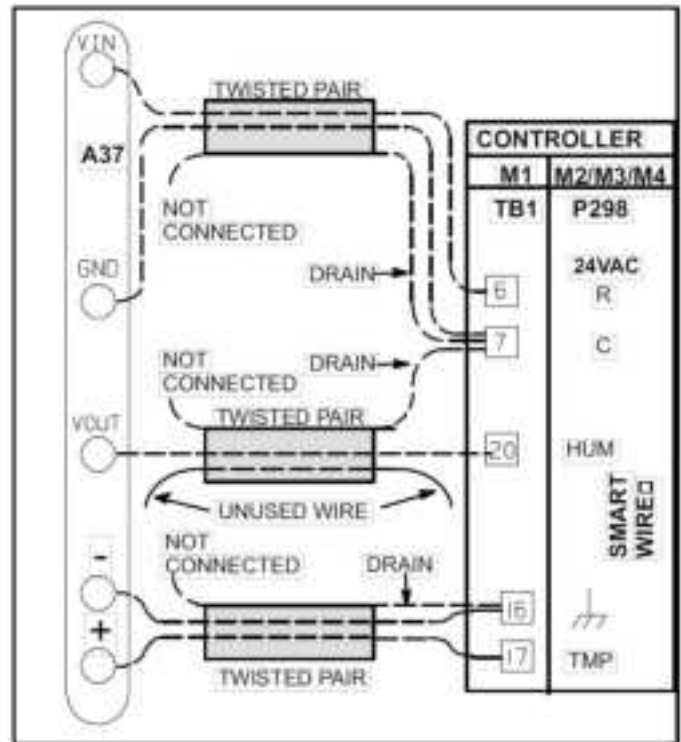 VIN
TWISTED PAIR
CONTROLLER
A37
M1 M2/M3/M4
NOT
CONNECTED
TB1 P298
GND
DRAIN
24VAC
6 R
7 C
NOT
CONNECTED
DRAIN
TWISTED PAIR
VOUT
20 HUM
UNUSED WIRE
SMART
WIRE□
NOT
CONNECTED
DRAIN
-
16
+
17 TMP
TWISTED PAIR